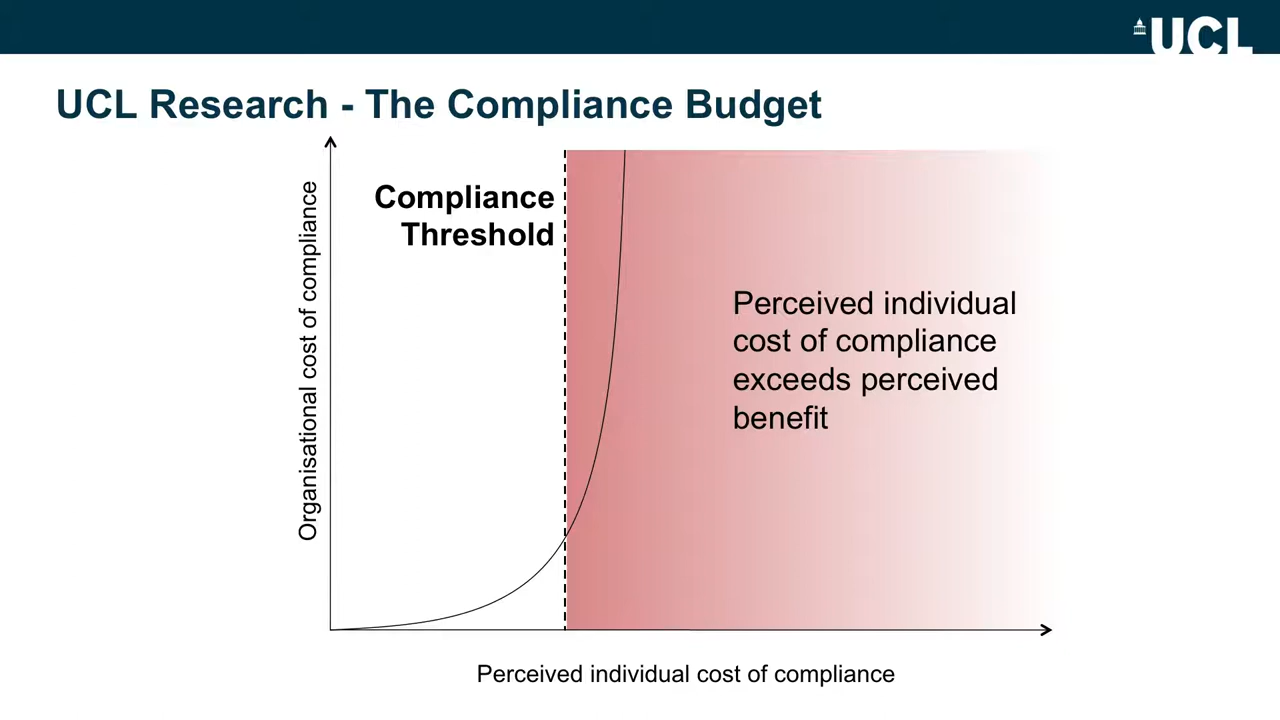 UCL
UCL Research - The Compliance Budget
Organisational cost of compliance
Compliance
Threshold
Perceived individual
cost of compliance
exceeds perceived
benefit
Perceived individual cost of compliance